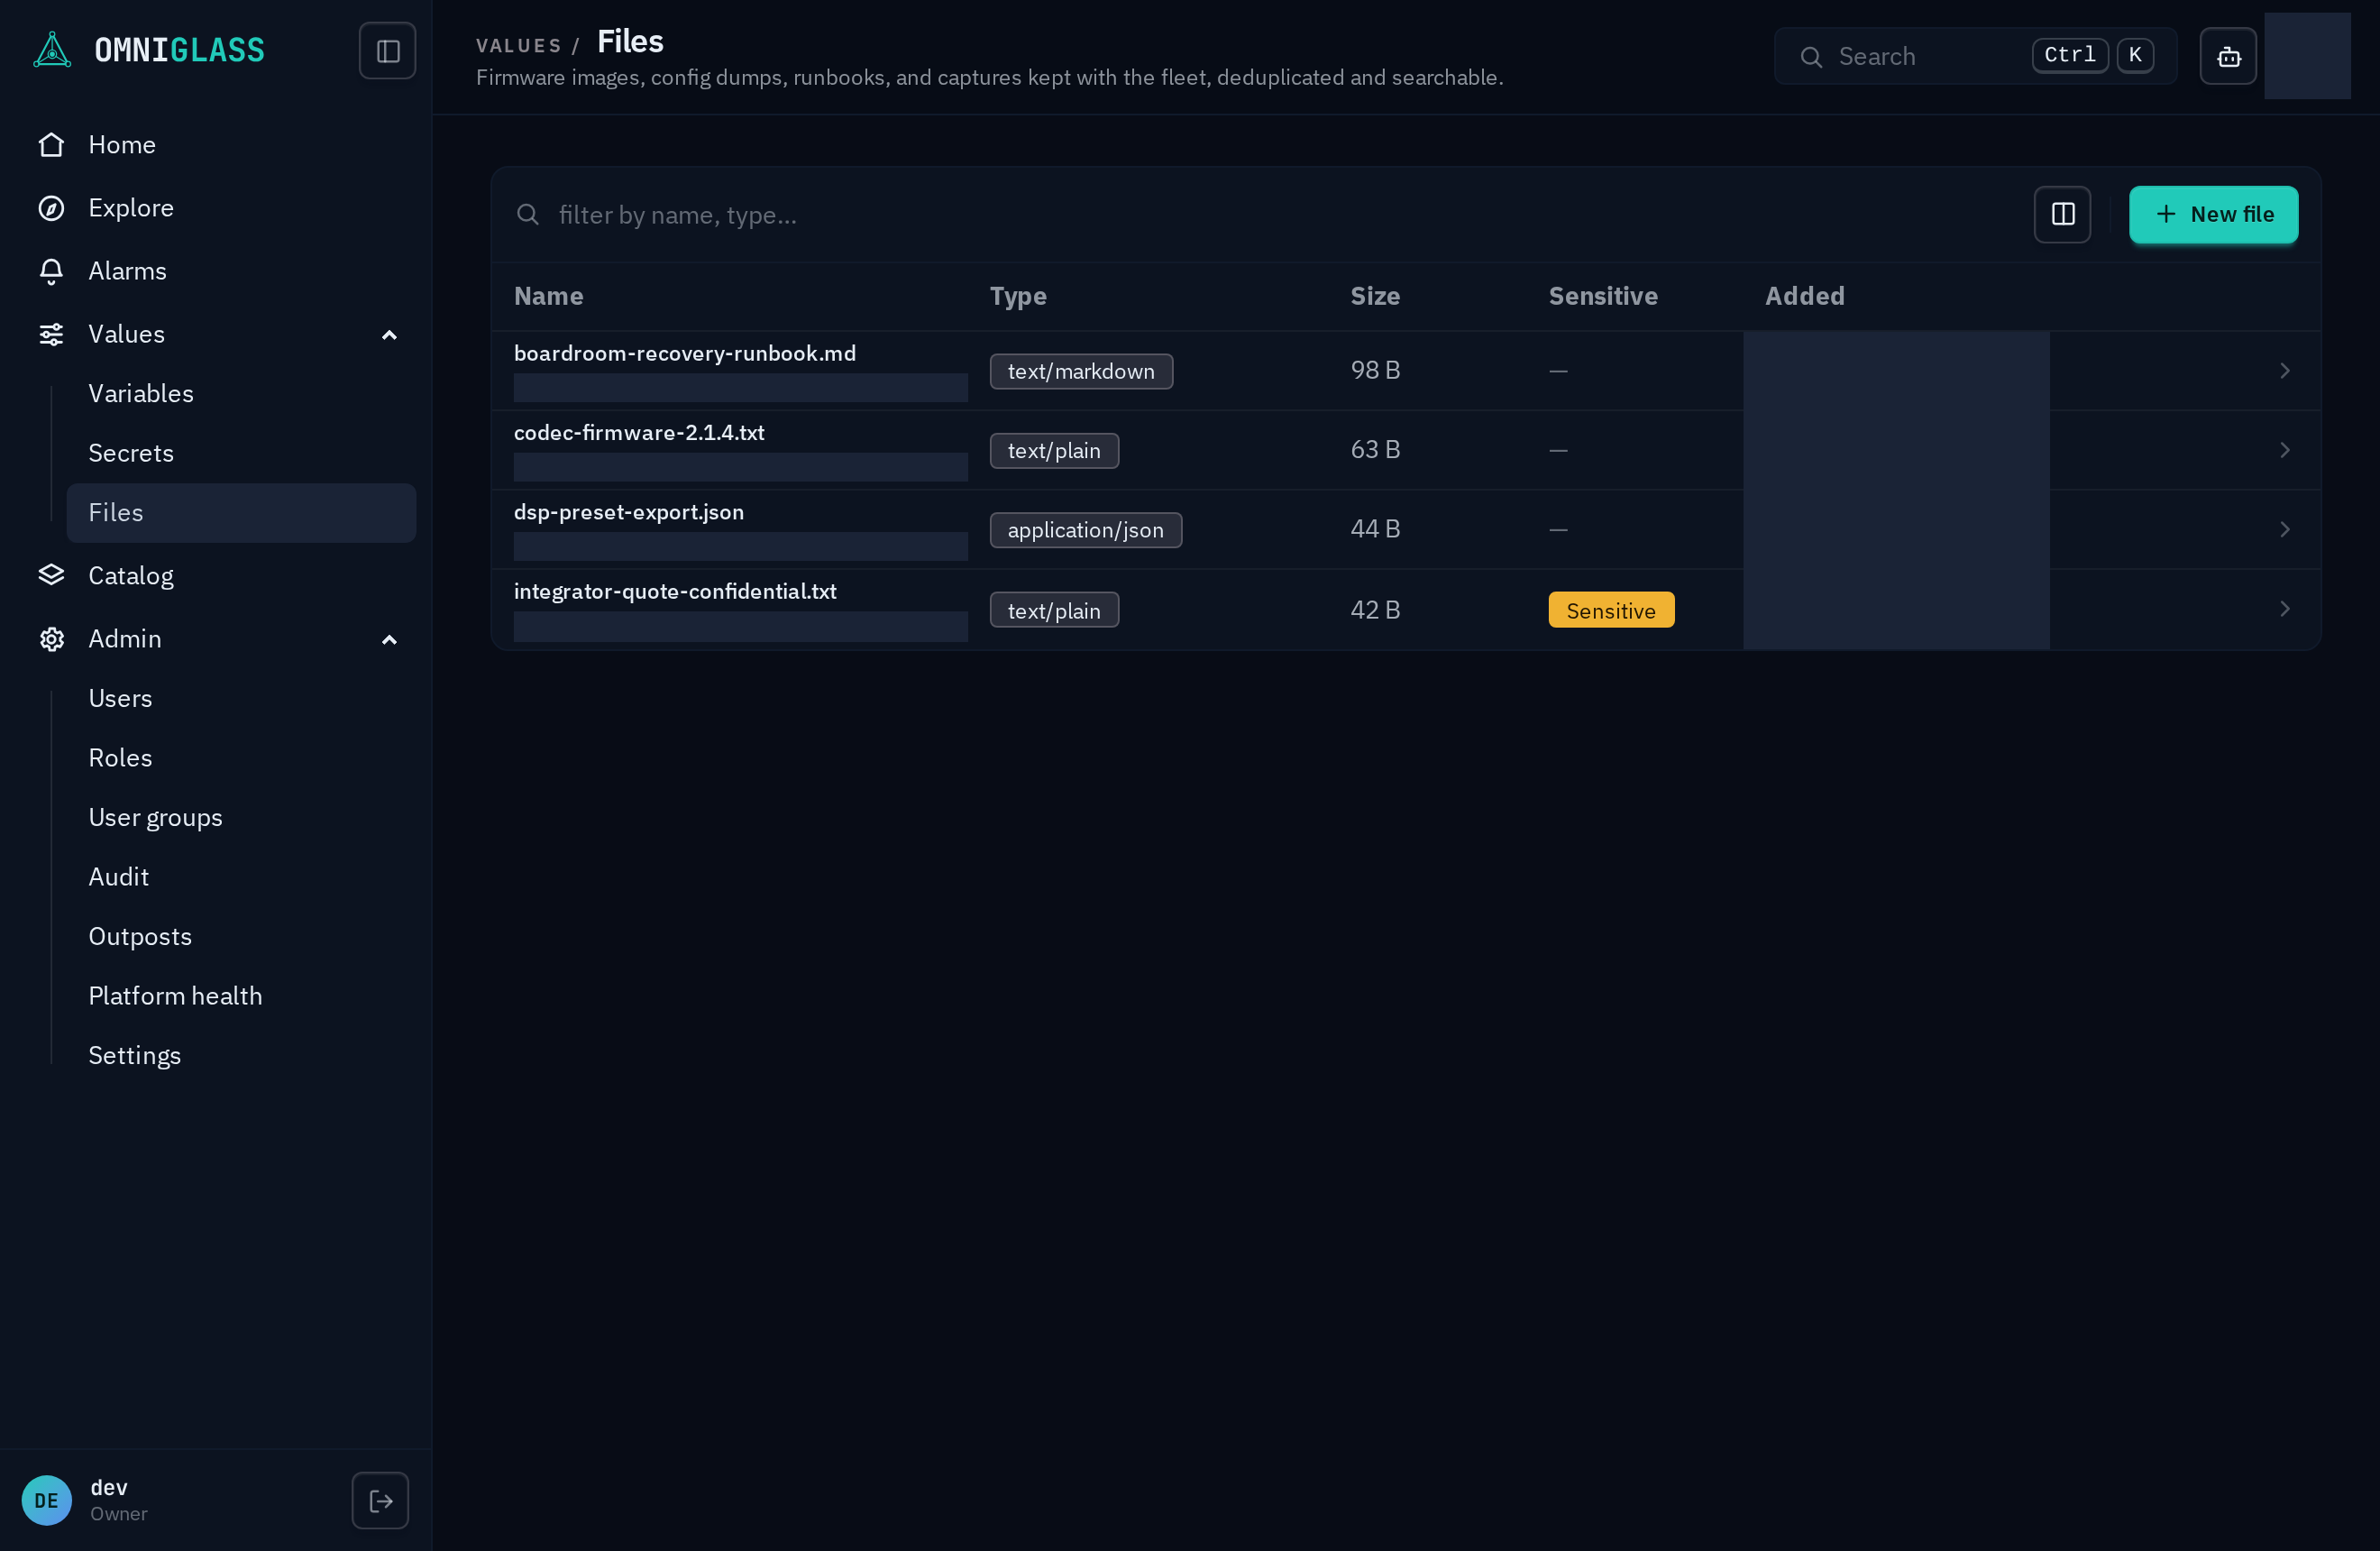 OMNIGLASS
Home
Explore
Alarms
Values
Variables
Secrets
Files
Catalog
Admin
Users
Roles
User groups
Audit
Outposts
Platform health
Settings
DE
dev
Owner
VALUES / Files
Firmware images, config dumps, runbooks, and captures kept with the fleet, deduplicated and searchable.
Search Ctrl K
filter by name, type...
New file
Name Type Size Sensitive Added
boardroom-recovery-runbook.md text/markdown 98 B —
codec-firmware-2.1.4.txt text/plain 63 B —
dsp-preset-export.json application/json 44 B —
integrator-quote-confidential.txt text/plain 42 B Sensitive